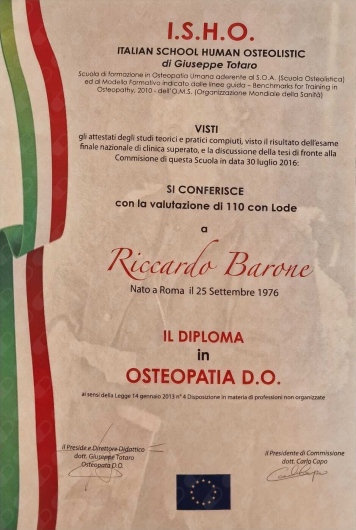 I.S.H.O.
ITALIAN SCHOOL HUMAN OSTEOLISTIC
di Giuseppe Totaro
Scuola di formazione in Osteopatia Umana aderente al S.O.A. (Scuola Ostealistica)
ed al Modello Formativo indicato dalle linee guida – Benchmarks for Training in
Osteopathy, 2010 - dell'O.M.S. (Organizzazione Mondiale della Sanità)
VISTI
gli attestati degli studi teorici e pratici compiuti, visto il risultato dell'esame
finale nazionale di clinica superato, e la discussione della tesi di fronte alla
Commisione di questa Scuola in data 30 luglio 2016:
SI CONFERISCE
con la valutazione di 110 con Lode
a
Riccardo Barone
Nato a Roma il 25 Settembre 1976
IL DIPLOMA
in
OSTEOPATIA D.O.
ai sensi della Legge 14 gennaio 2013 n° 4 Disposizione in materia di professioni non organizzate
Il Preside e Direttore Didattico
dott. Giuseppe Totaro
Osteopata D.O.
Il Presidente di Commissione
dott. Carlo Capo